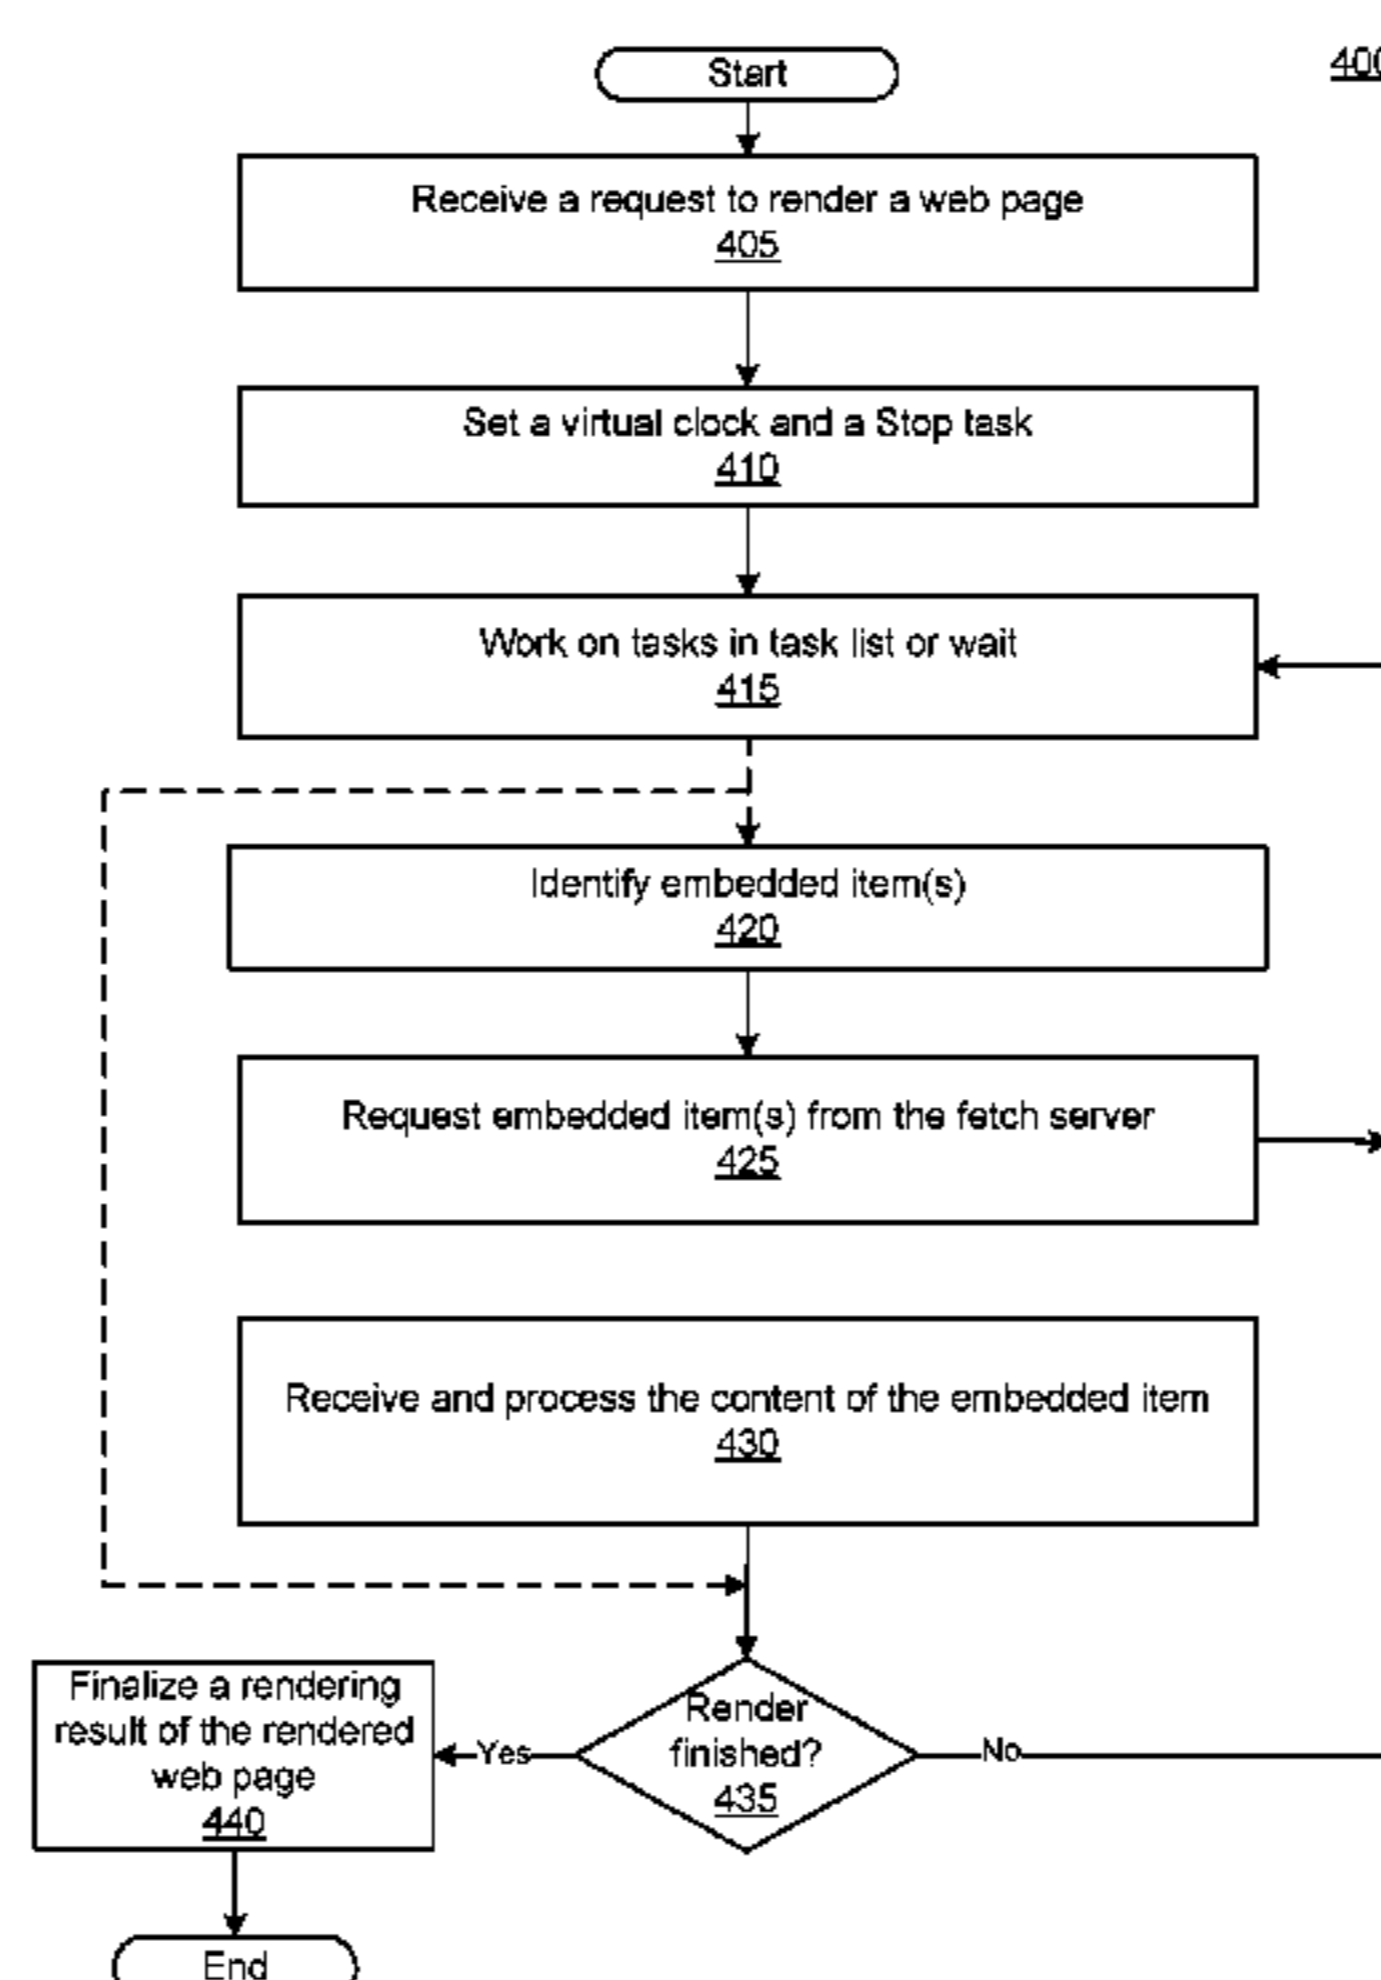 Start
400
Receive a request to render a web page
405
Set a virtual clock and a Stop task
410
Work on tasks in task list or wait
415
Identify embedded item(s)
420
Request embedded item(s) from the fetch server
425
Receive and process the content of the embedded item
430
Finalize a rendering
result of the rendered
web page
440
Yes
Render
finished?
435
No
End